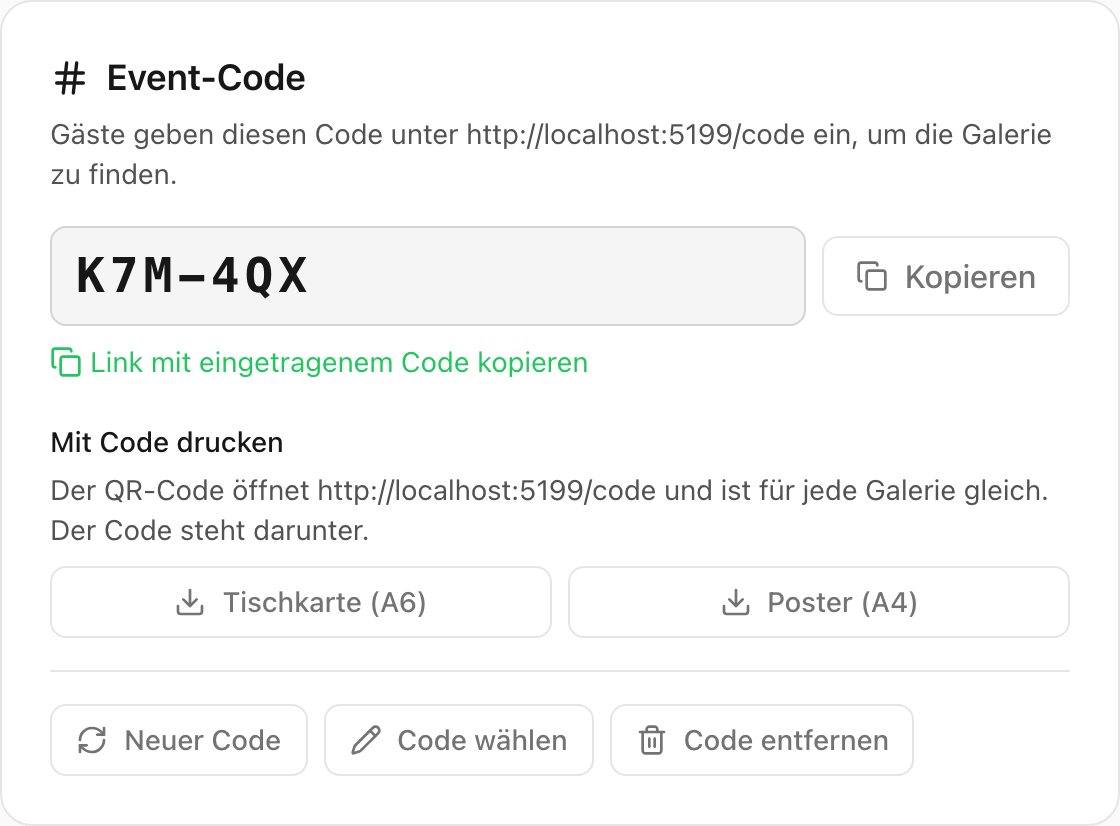 # Event-Code
Gäste geben diesen Code unter http://localhost:5199/code ein, um die Galerie
zu finden.
K7M-4QX
Kopieren
Link mit eingetragenem Code kopieren
Mit Code drucken
Der QR-Code öffnet http://localhost:5199/code und ist für jede Galerie gleich.
Der Code steht darunter.
Tischkarte (A6)
Poster (A4)
Neuer Code
Code wählen
Code entfernen